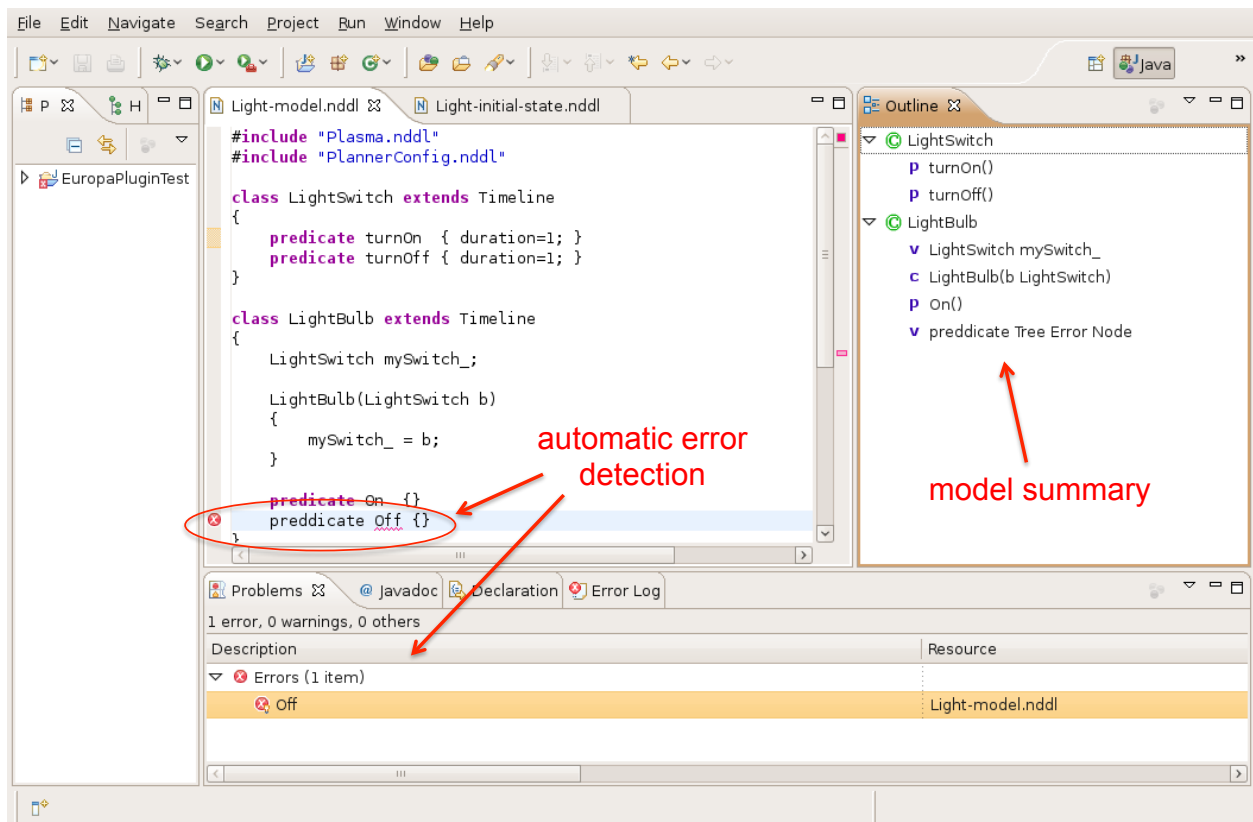 File Edit Navigate Search Project Run Window Help
Java »
P H
Light-model.nddl Light-initial-state.nddl
Outline
EuropaPluginTest
#include "Plasma.nddl"
#include "PlannerConfig.nddl"
class LightSwitch extends Timeline
{
predicate turnOn { duration=1; }
predicate turnOff { duration=1; }
}
class LightBulb extends Timeline
{
LightSwitch mySwitch_;
LightBulb(LightSwitch b)
{
mySwitch_ = b;
}
predicate On {}
preddicate Off {}
}
automatic error
detection
LightSwitch
turnOn()
turnOff()
LightBulb
LightSwitch mySwitch_
LightBulb(b LightSwitch)
On()
preddicate Tree Error Node
model summary
Problems @ Javadoc Declaration Error Log
1 error, 0 warnings, 0 others
Description Resource
Errors (1 item)
Off Light-model.nddl